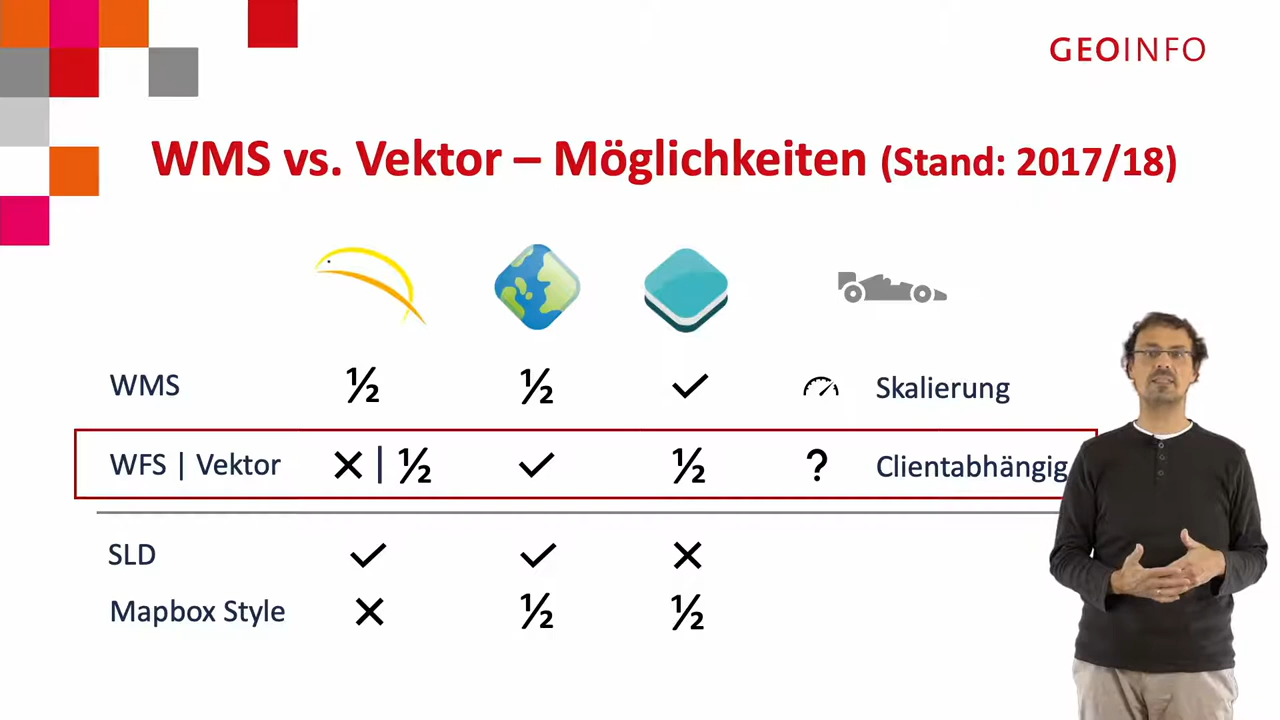 GEOINFO
WMS vs. Vektor – Möglichkeiten (Stand: 2017/18)
WMS ½ ½ ✓ Skalierung
WFS | Vektor ✕ | ½ ✓ ½ ? Clientabhängig
SLD ✓ ✓ ✕
Mapbox Style ✕ ½ ½